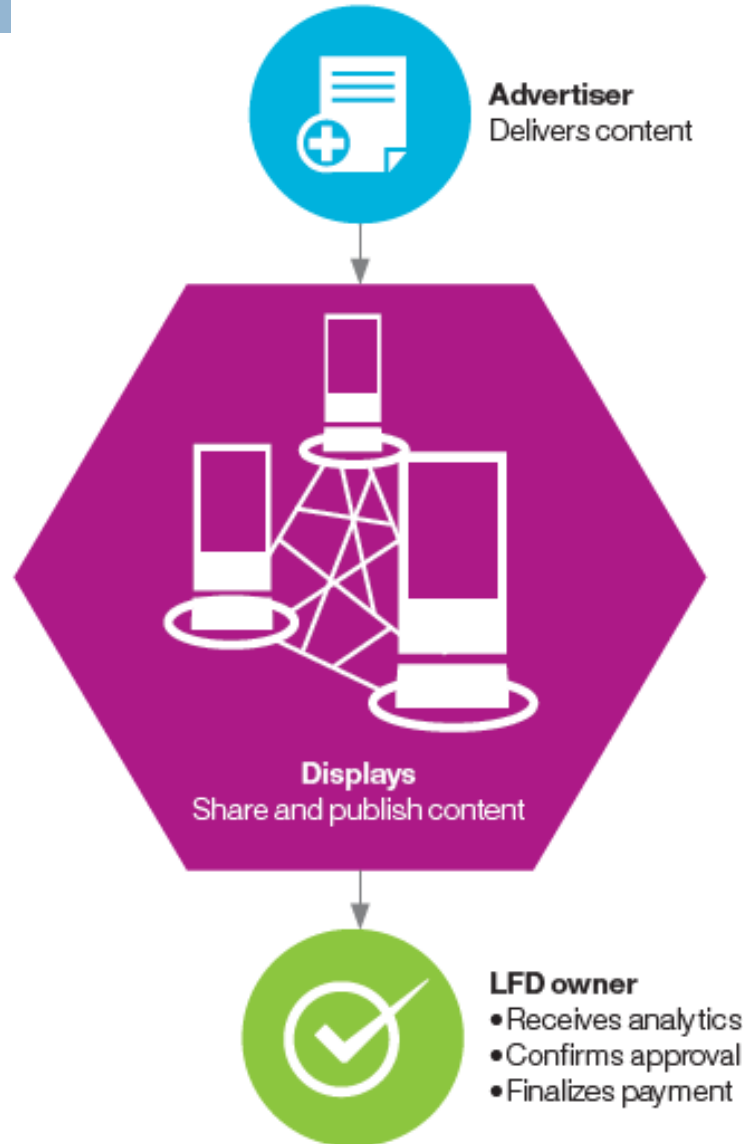 Advertiser
Delivers content
Displays
Share and publish content
LFD owner
•Receives analytics
•Confirms approval
•Finalizes payment